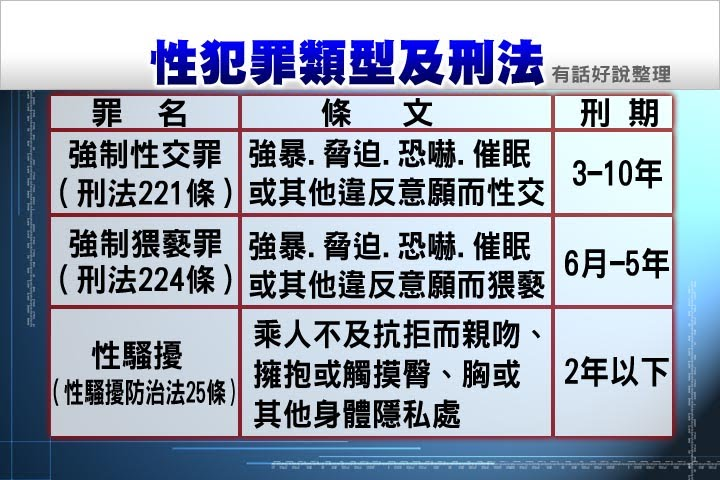 性犯罪類型及刑法 有話好說整理
罪 名 條 文 刑 期
強制性交罪
(刑法221條)
強暴.脅迫.恐嚇.催眠
或其他違反意願而性交
3-10年
強制猥褻罪
(刑法224條)
強暴.脅迫.恐嚇.催眠
或其他違反意願而猥褻
6月-5年
性騷擾
(性騷擾防治法25條)
乘人不及抗拒而親吻、
擁抱或觸摸臀、胸或
其他身體隱私處
2年以下